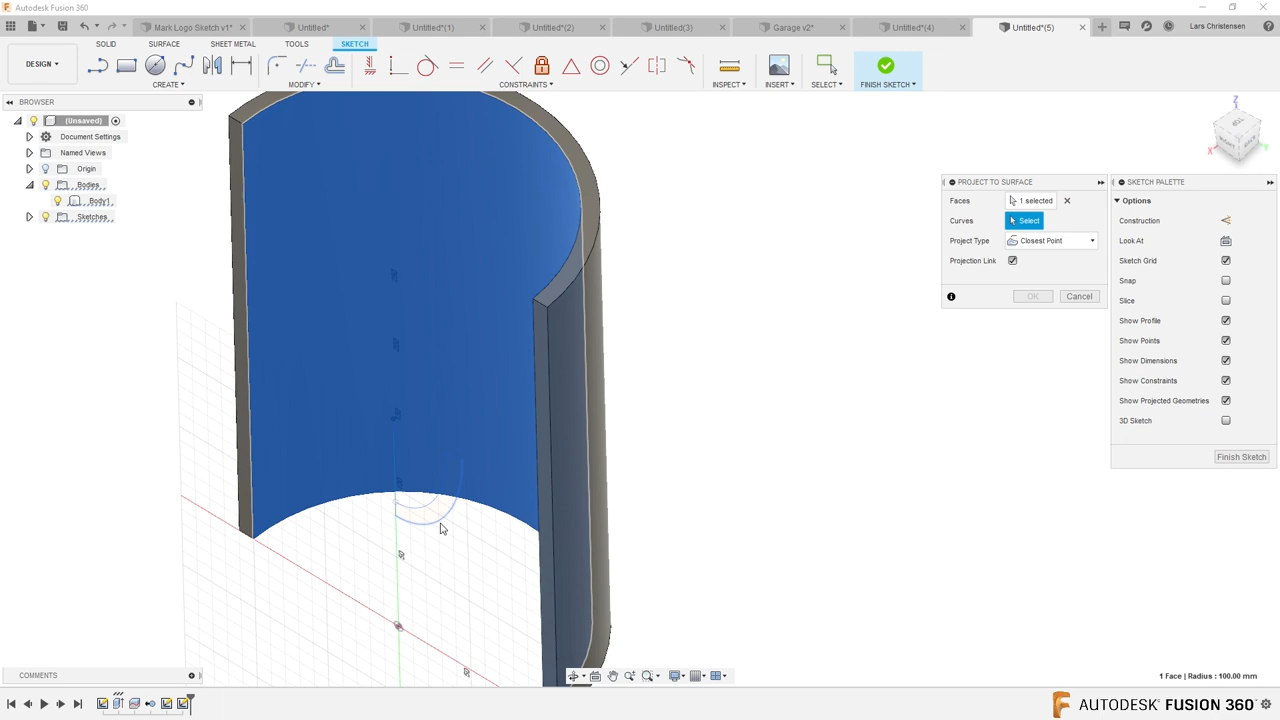 Autodesk Fusion 360
Mark Logo Sketch v1*
Untitled*
Untitled*(1)
Untitled*(2)
Untitled(3)
Garage v2*
Untitled*(4)
Untitled*(5)
Lars Christensen
DESIGN
SOLID
SURFACE
SHEET METAL
TOOLS
SKETCH
CREATE
MODIFY
CONSTRAINTS
INSPECT
INSERT
SELECT
FINISH SKETCH
BROWSER
(Unsaved)
Document Settings
Named Views
Origin
Bodies
Body1
Sketches
PROJECT TO SURFACE
Faces 1 selected
Curves Select
Project Type Closest Point
Projection Link
OK Cancel
SKETCH PALETTE
Options
Construction
Look At
Sketch Grid
Snap
Slice
Show Profile
Show Points
Show Dimensions
Show Constraints
Show Projected Geometries
3D Sketch
Finish Sketch
Z
COMMENTS
1 Face | Radius : 100.00 mm
AUTODESK FUSION 360